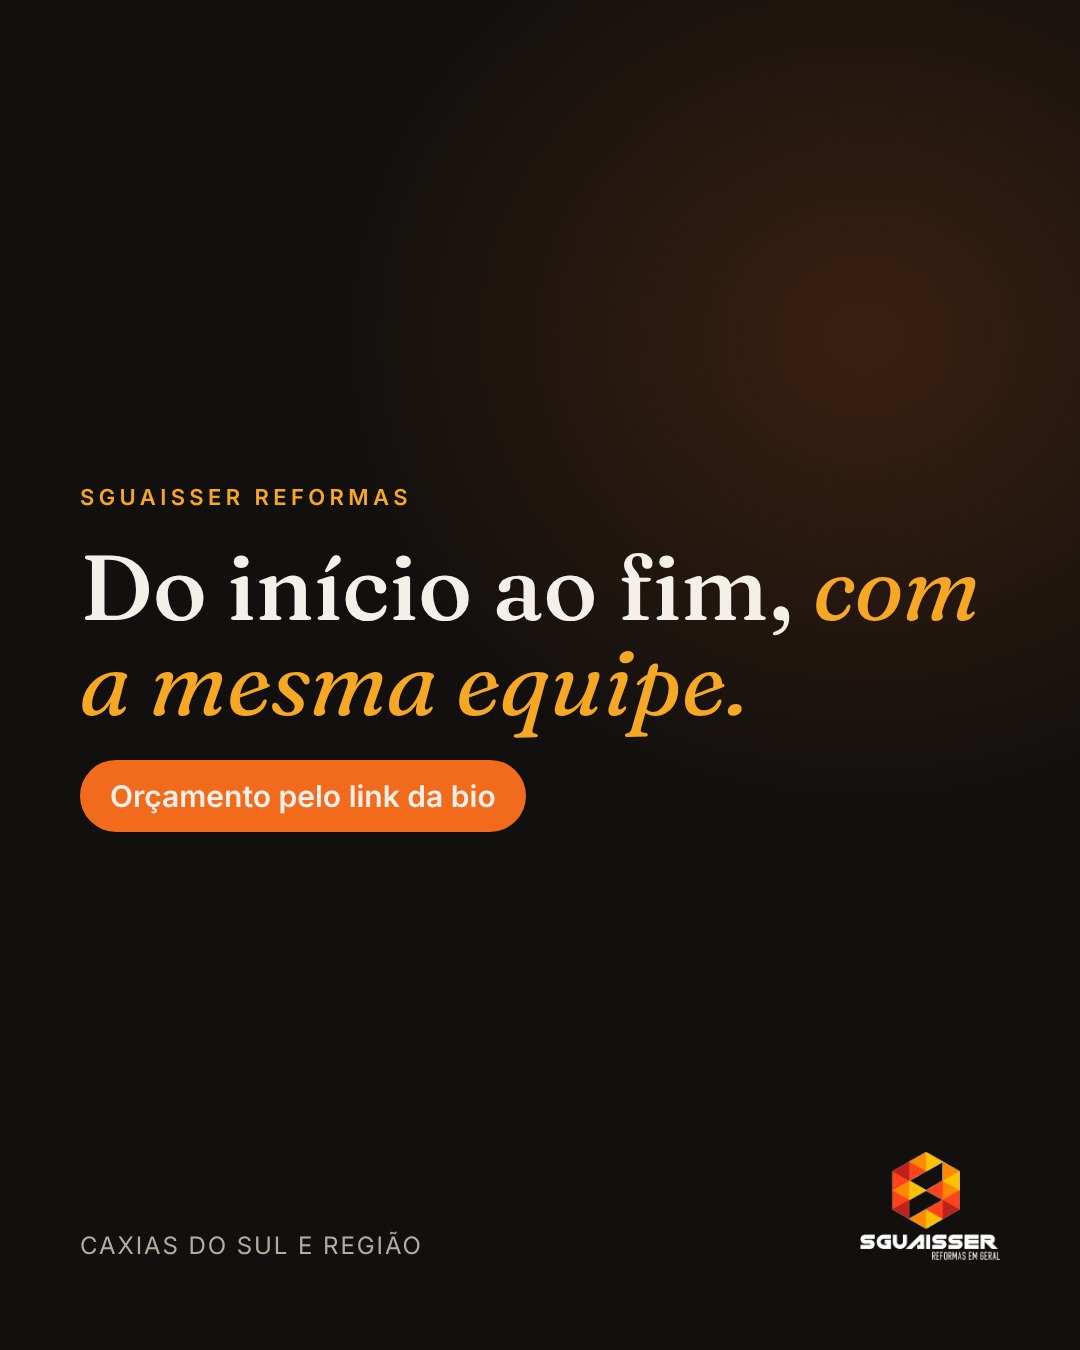 SGUAISSER REFORMAS
Do início ao fim, com
a mesma equipe.
Orçamento pelo link da bio
CAXIAS DO SUL E REGIÃO
SGUAISSER
REFORMAS EM GERAL